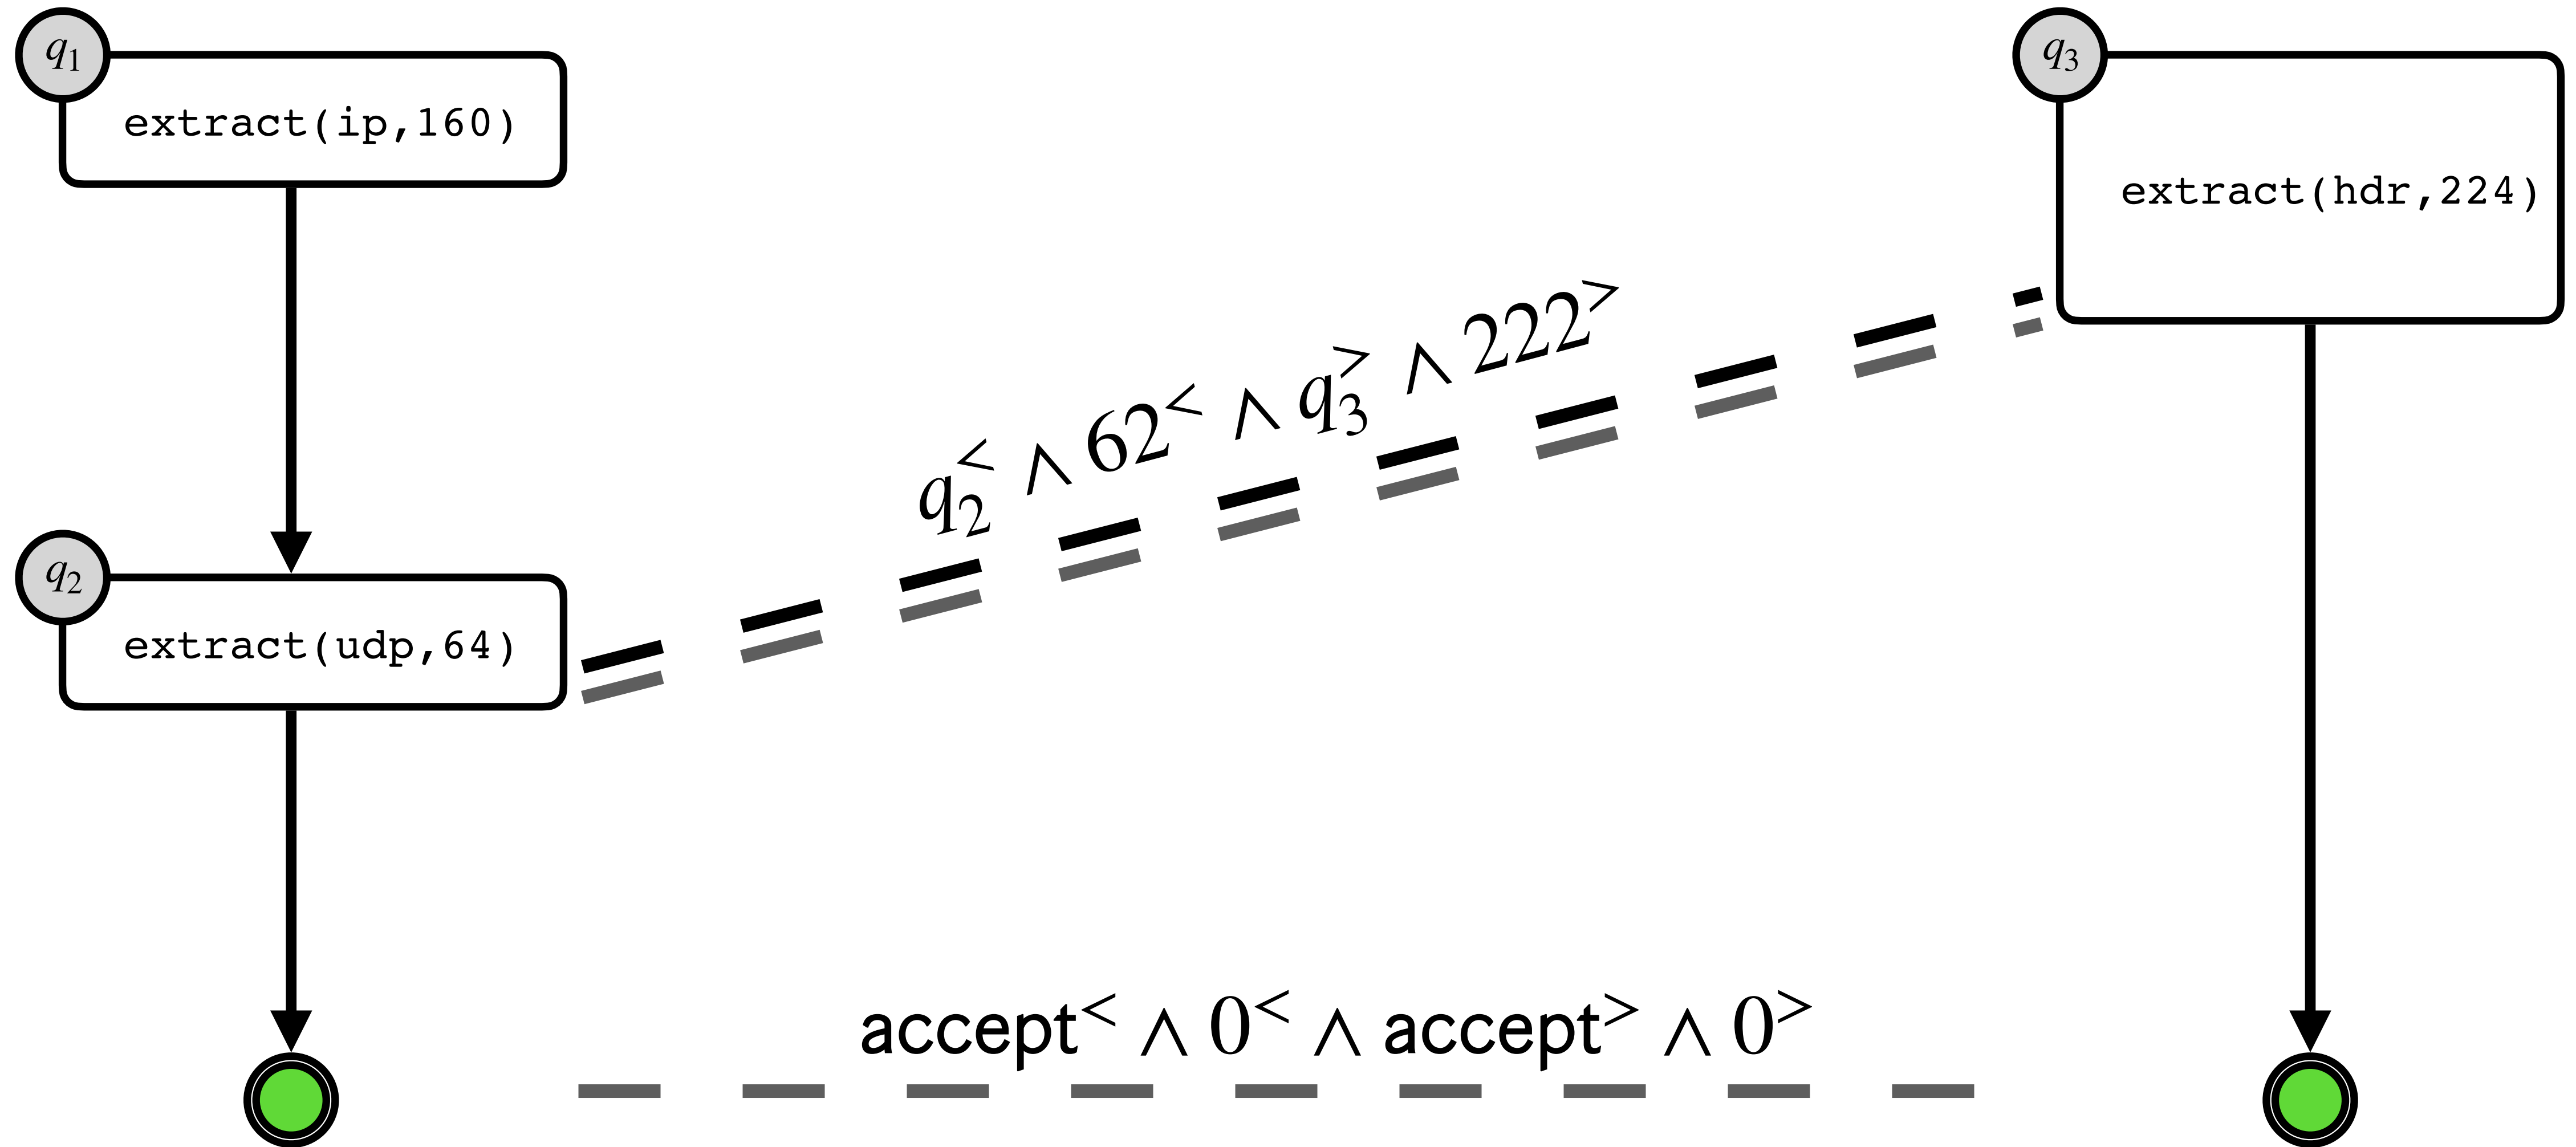 q₁
extract(ip,160)
q₃
extract(hdr,224)
q₂^< ∧ 62^< ∧ q₃^> ∧ 222^>
q₂
extract(udp,64)
accept^< ∧ 0^< ∧ accept^> ∧ 0^>